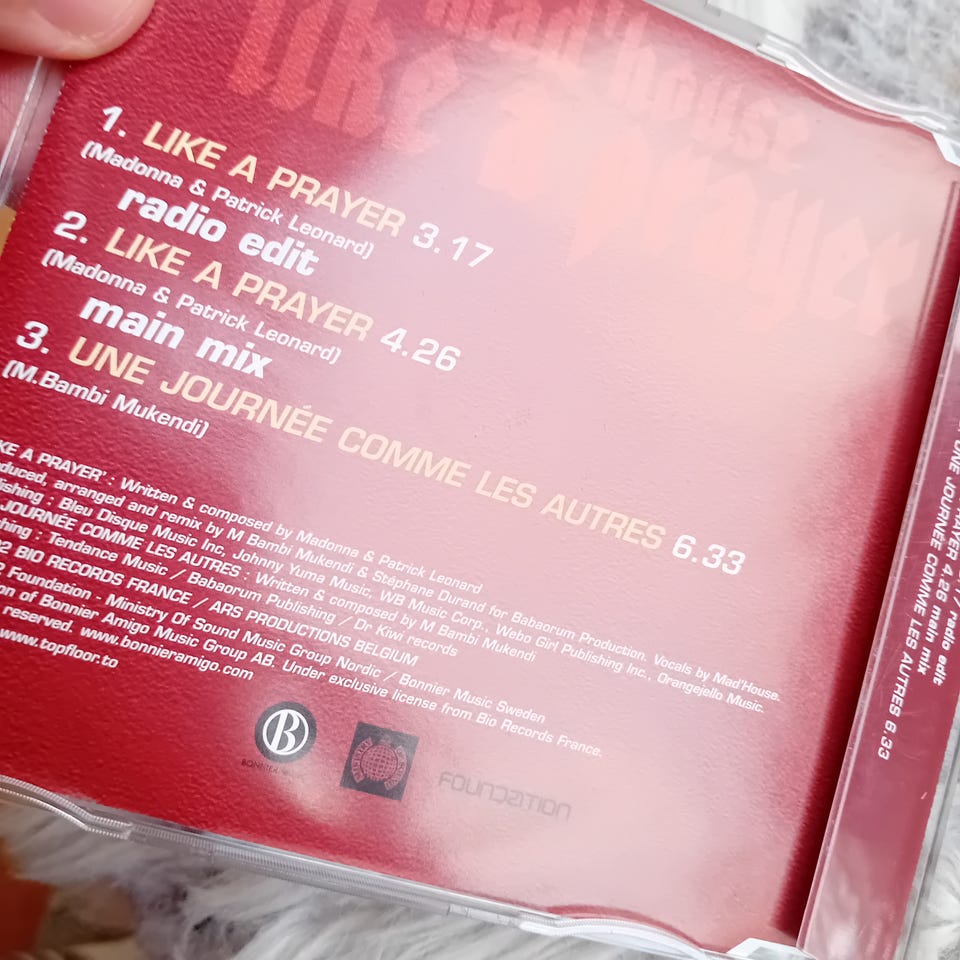 mad'house
like a prayer
1. LIKE A PRAYER 3.17
(Madonna & Patrick Leonard)
radio edit
2. LIKE A PRAYER 4.26
(Madonna & Patrick Leonard)
main mix
3. UNE JOURNÉE COMME LES AUTRES 6.33
(M.Bambi Mukendi)
KE A PRAYER' : Written & composed by Madonna & Patrick Leonard
duced, arranged and remix by M Bambi Mukendi & Stéphane Durand for Babaorum Production. Vocals by Mad'House.
lishing : Bleu Disque Music Inc, Johnny Yuma Music, WB Music Corp., Webo Girl Publishing Inc., Orangejello Music.
JOURNÉE COMME LES AUTRES : Written & composed by M Bambi Mukendi
shing : Tendance Music / Babaorum Publishing / Dr Kiwi records
2 BIO RECORDS FRANCE / ARS PRODUCTIONS BELGIUM
2 Foundation - Ministry Of Sound Music Group Nordic / Bonnier Music Sweden
on of Bonnier Amigo Music Group AB. Under exclusive license from Bio Records France.
reserved. www.bonnieramigo.com
www.topfloor.to
B
FOUNDATION
PRAYER 3.17 radio edit
PRAYER 4.26 main mix
UNE JOURNÉE COMME LES AUTRES 6.33